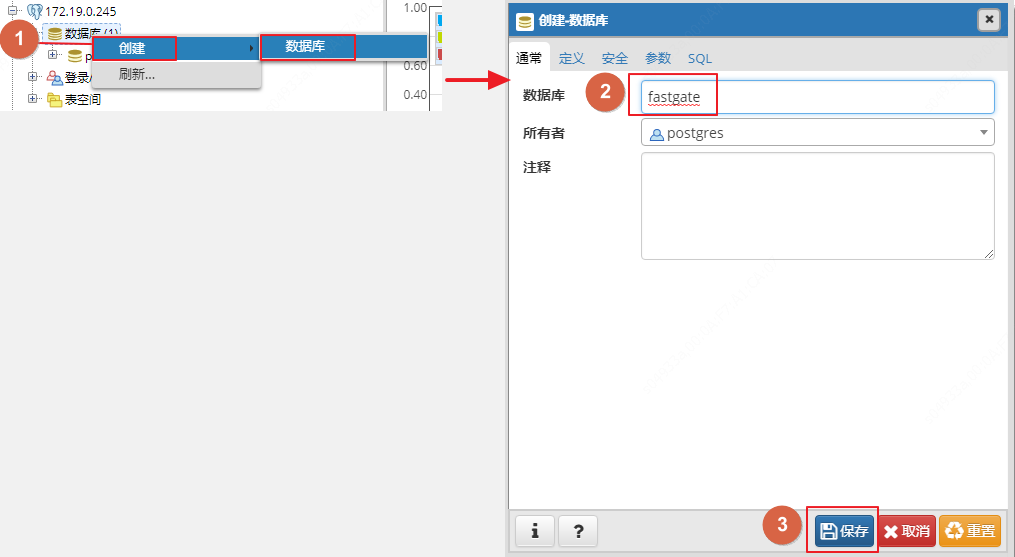 172.19.0.245
数据库 (1)
创建
数据库
刷新...
登录/
表空间
1.00
0.60
0.40
1
创建-数据库
通常 定义 安全 参数 SQL
数据库
2
fastgate
所有者
postgres
注释
3
i
?
保存
取消
重置